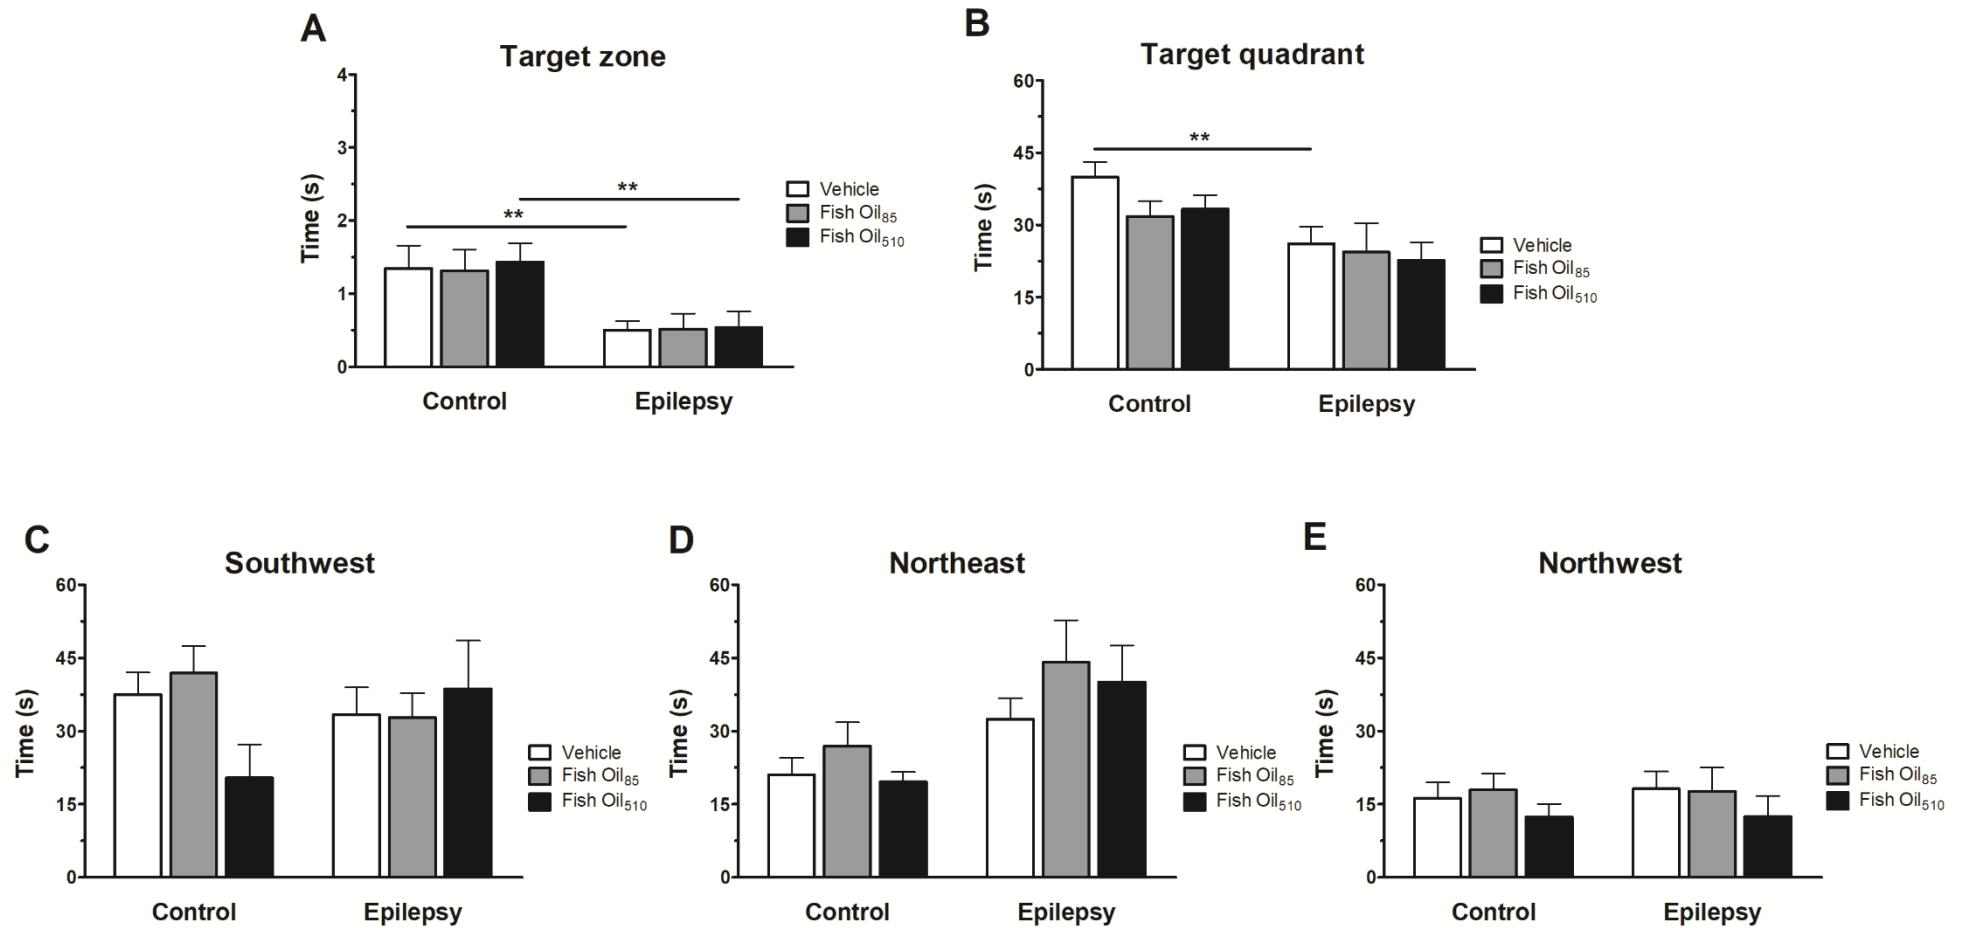 A
Target zone
4
3
2
1
0
Time (s)
**
**
Control
Epilepsy
Vehicle
Fish Oil85
Fish Oil510
B
Target quadrant
60
45
30
15
0
Time (s)
**
Control
Epilepsy
Vehicle
Fish Oil85
Fish Oil510
C
Southwest
60
45
30
15
0
Time (s)
Control
Epilepsy
Vehicle
Fish Oil85
Fish Oil510
D
Northeast
60
45
30
15
0
Time (s)
Control
Epilepsy
Vehicle
Fish Oil85
Fish Oil510
E
Northwest
60
45
30
15
0
Time (s)
Control
Epilepsy
Vehicle
Fish Oil85
Fish Oil510